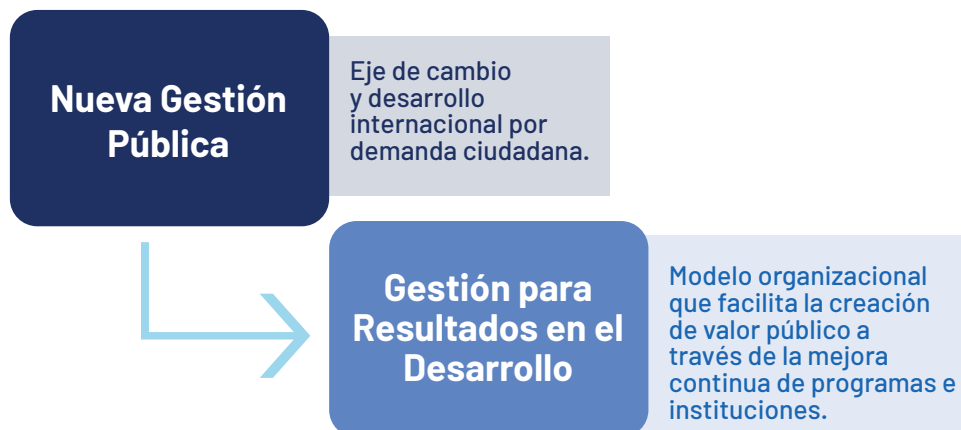 Nueva Gestión
Pública
Eje de cambio
y desarrollo
internacional por
demanda ciudadana.
Gestión para
Resultados en el
Desarrollo
Modelo organizacional
que facilita la creación
de valor público a
través de la mejora
continua de programas e
instituciones.